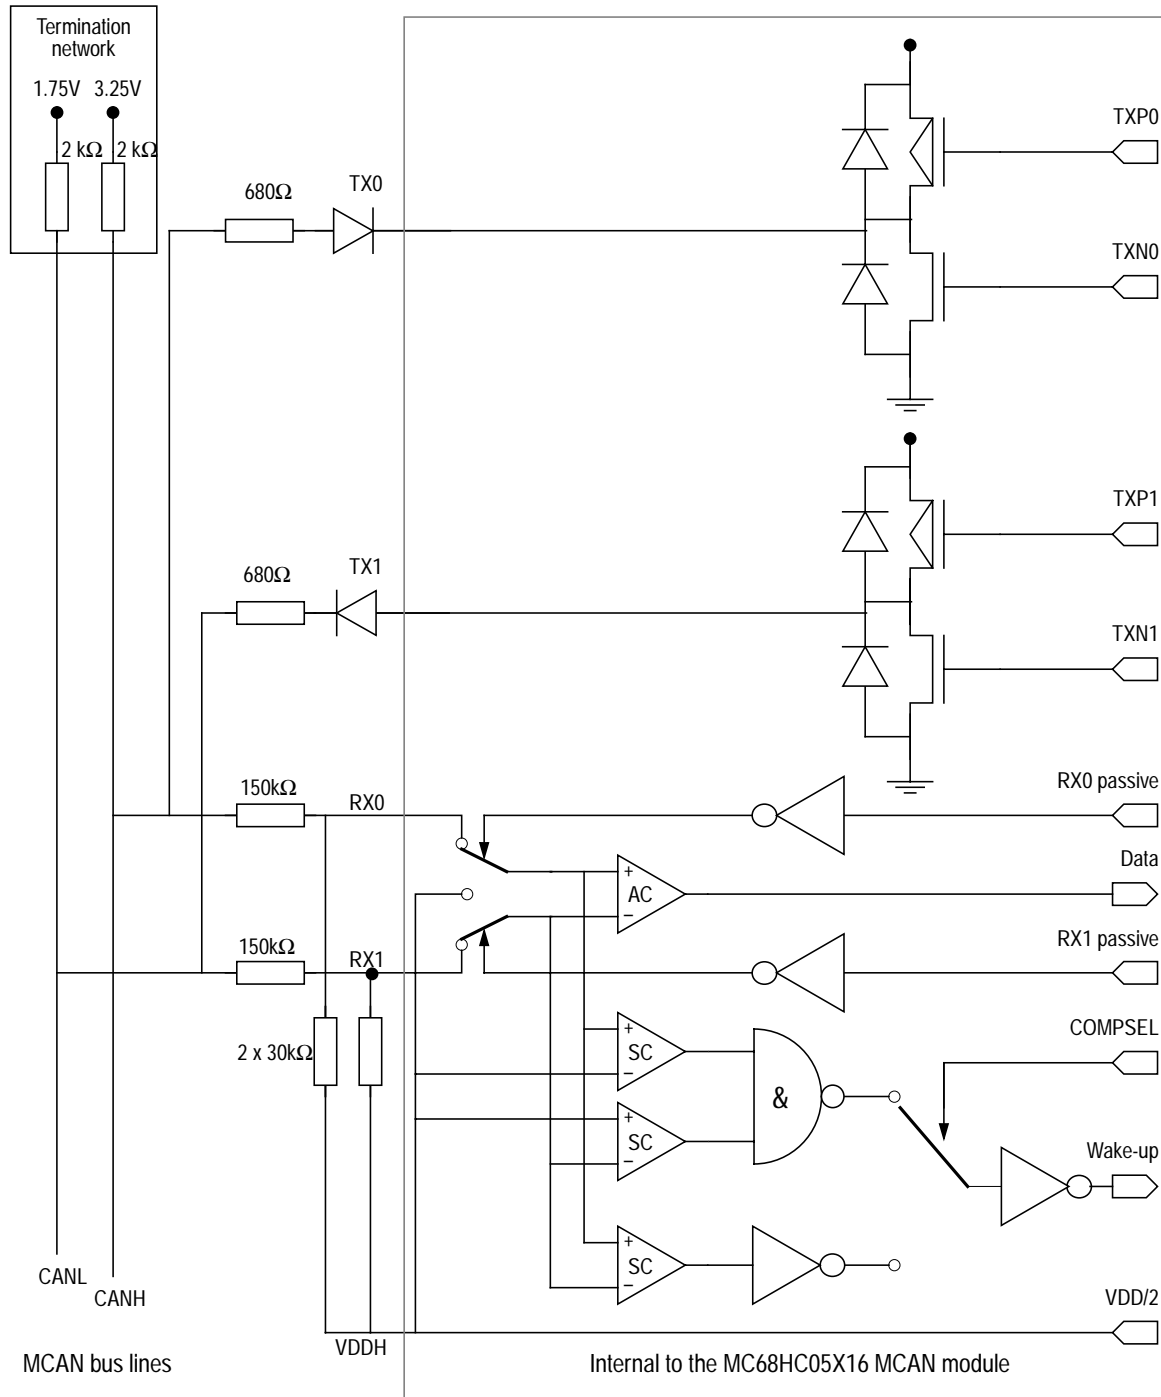 Termination
network
1.75V 3.25V
2 kΩ 2 kΩ
TXP0
680Ω TX0
TXN0
TXP1
680Ω TX1
TXN1
150kΩ RX0 RX0 passive
Data
+
AC
−
150kΩ RX1 RX1 passive
COMPSEL
2 x 30kΩ
+
SC
−
&
+
SC
−
Wake-up
+
SC
−
CANL
CANH
VDD/2
VDDH
MCAN bus lines
Internal to the MC68HC05X16 MCAN module